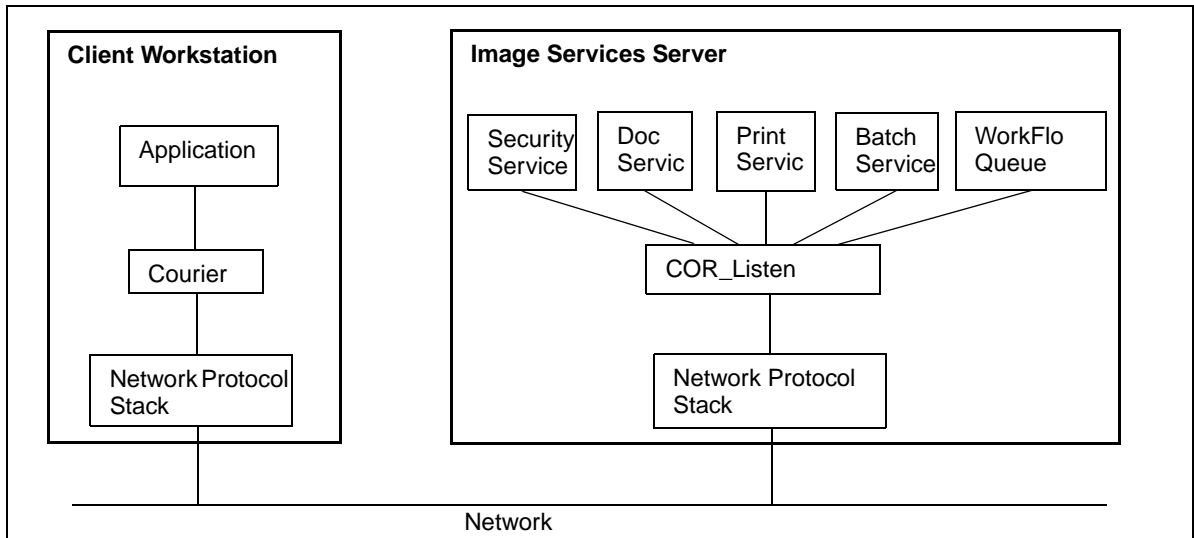 Client Workstation
Application
Courier
Network Protocol
Stack
Image Services Server
Security
Service
Doc
Servic
Print
Servic
Batch
Service
WorkFlo
Queue
COR_Listen
Network Protocol
Stack
Network